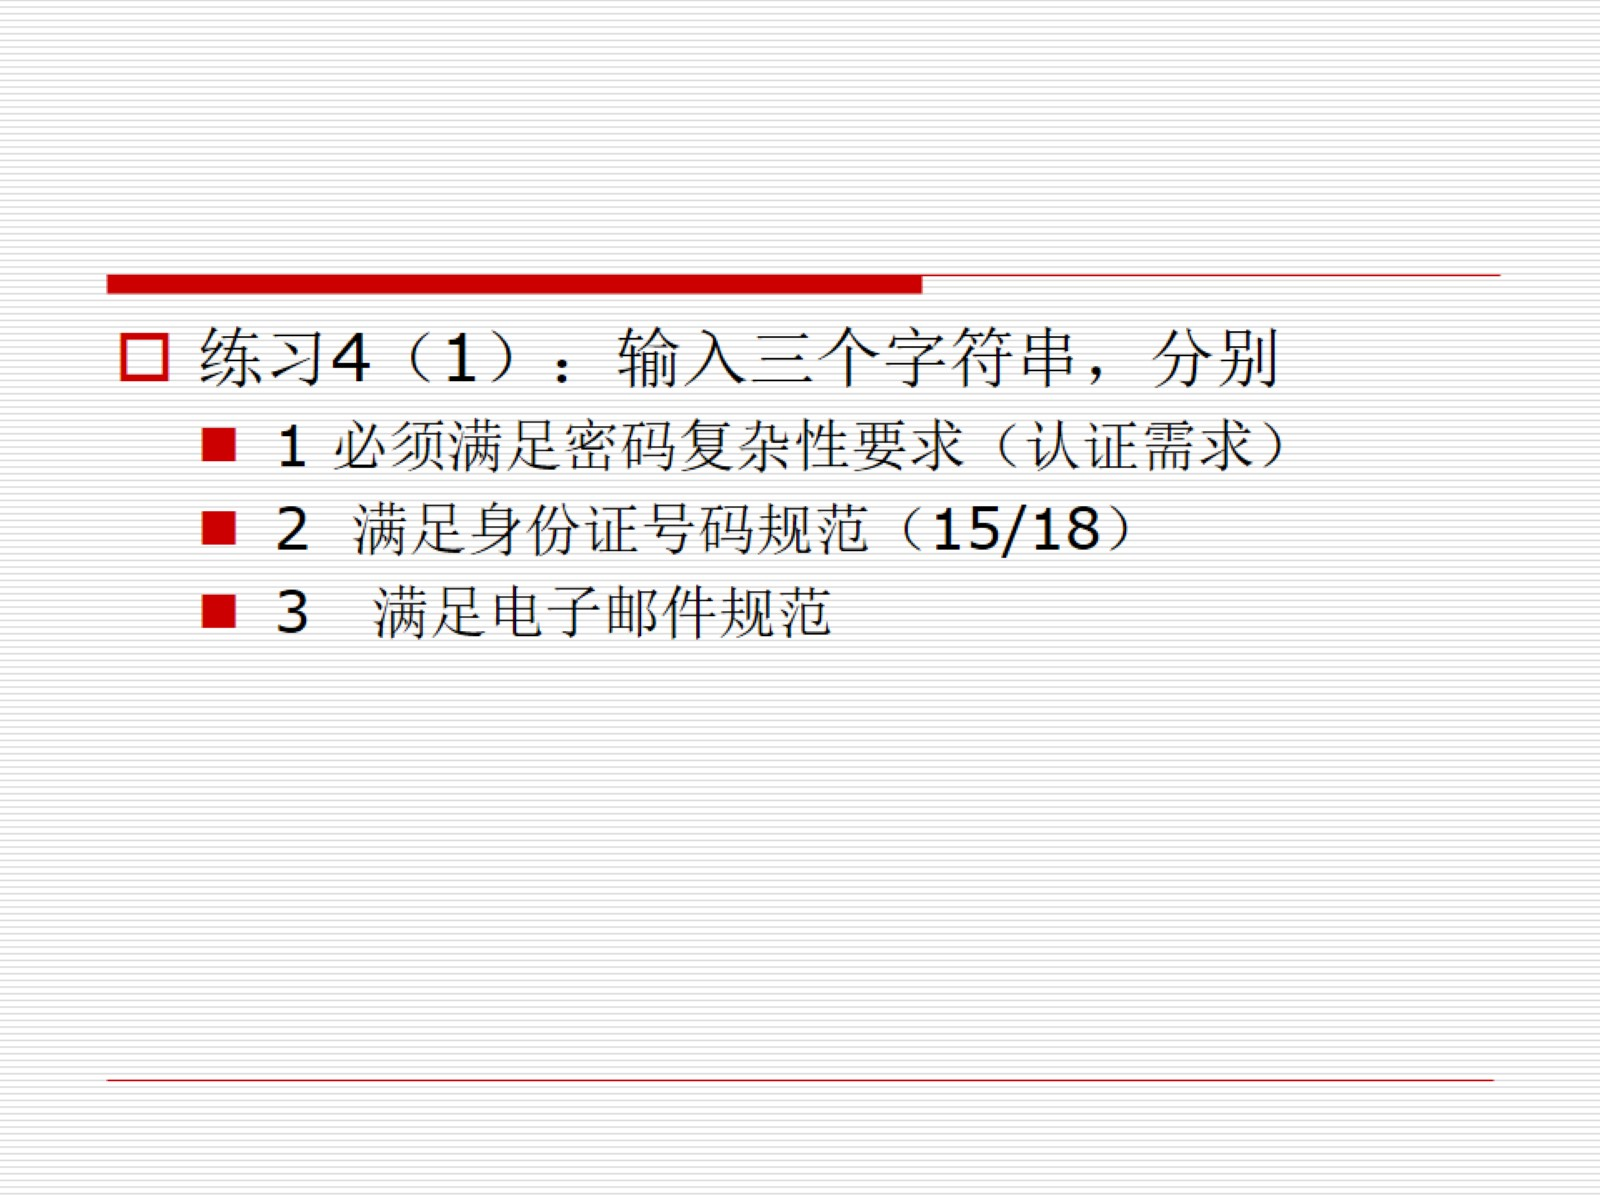 练习4（1）：输入三个字符串，分别
1 必须满足密码复杂性要求（认证需求）
2 满足身份证号码规范（15/18）
3 满足电子邮件规范